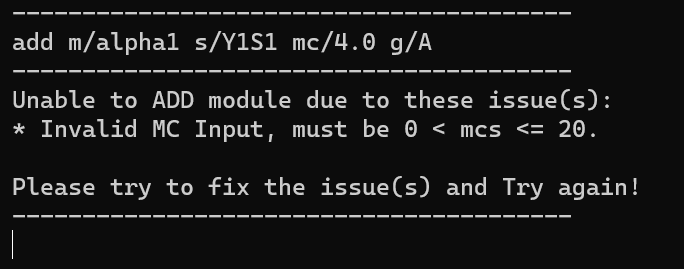 ----------------------------------------
add m/alpha1 s/Y1S1 mc/4.0 g/A
----------------------------------------
Unable to ADD module due to these issue(s):
* Invalid MC Input, must be 0 < mcs <= 20.
Please try to fix the issue(s) and Try again!
----------------------------------------